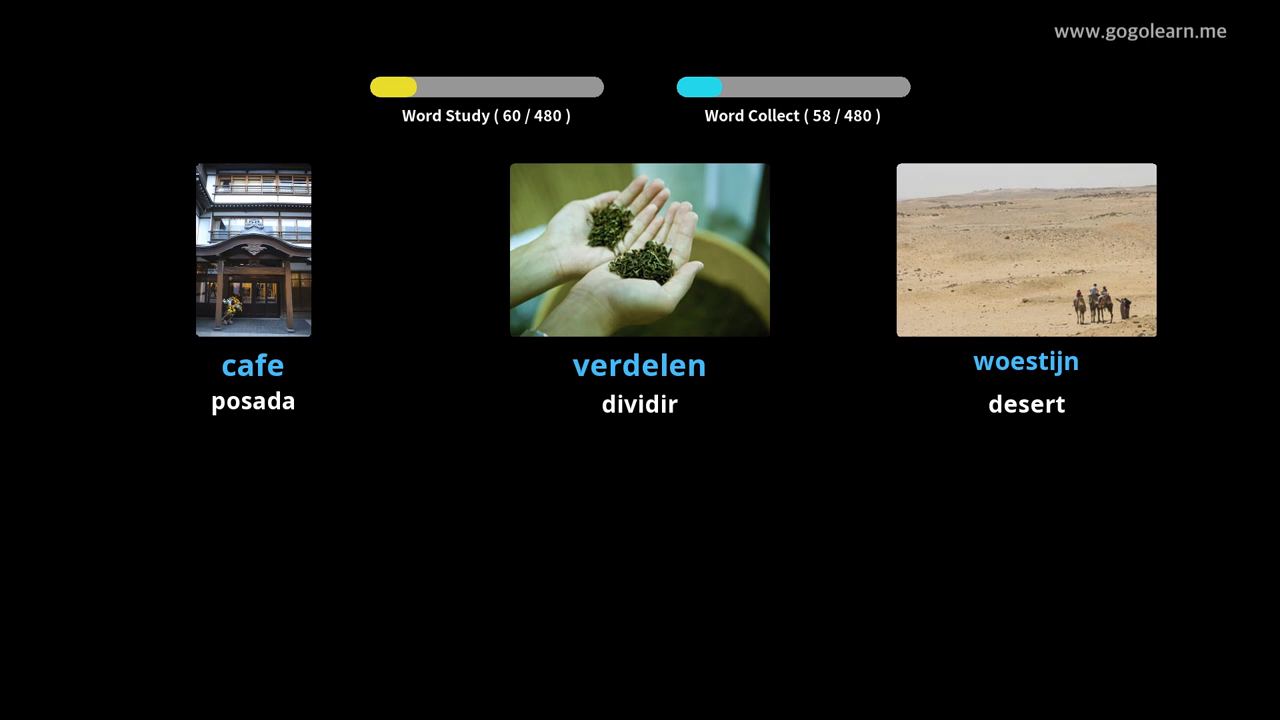 www.gogolearn.me
Word Study ( 60 / 480 )
Word Collect ( 58 / 480 )
cafe
posada
verdelen
dividir
woestijn
desert